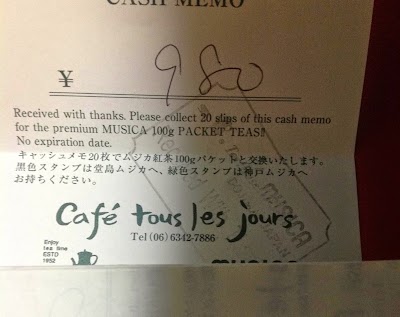 CASH MEMO
¥ 9800
Received with thanks. Please collect 20 slips of this cash memo
for the premium MUSICA 100g PACKET TEAS!!
No expiration date.
キャッシュメモ20枚でムジカ紅茶100gパケットと交換いたします。
黒色スタンプは堂島ムジカへ、緑色スタンプは神戸ムジカへ
お持ちください。
Café tous les jours
Tel (06) 6342-7886
Enjoy
tea time
ESTD
1952
MUSICA